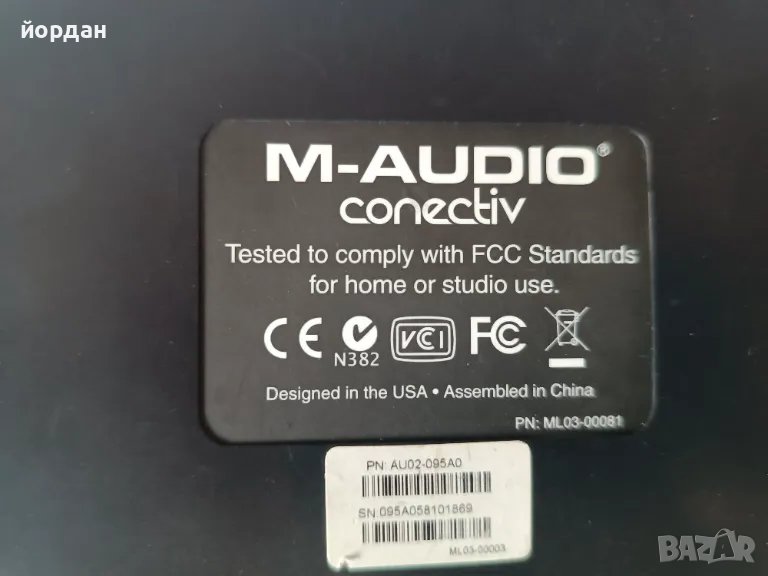 йордан
M-AUDIO®
conectiv
Tested to comply with FCC Standards
for home or studio use.
CE N382 VCI FC
Designed in the USA • Assembled in China
PN: ML03-00081
PN: AU02-095A0
SN:095A058101869
ML03-00003
BAZAR